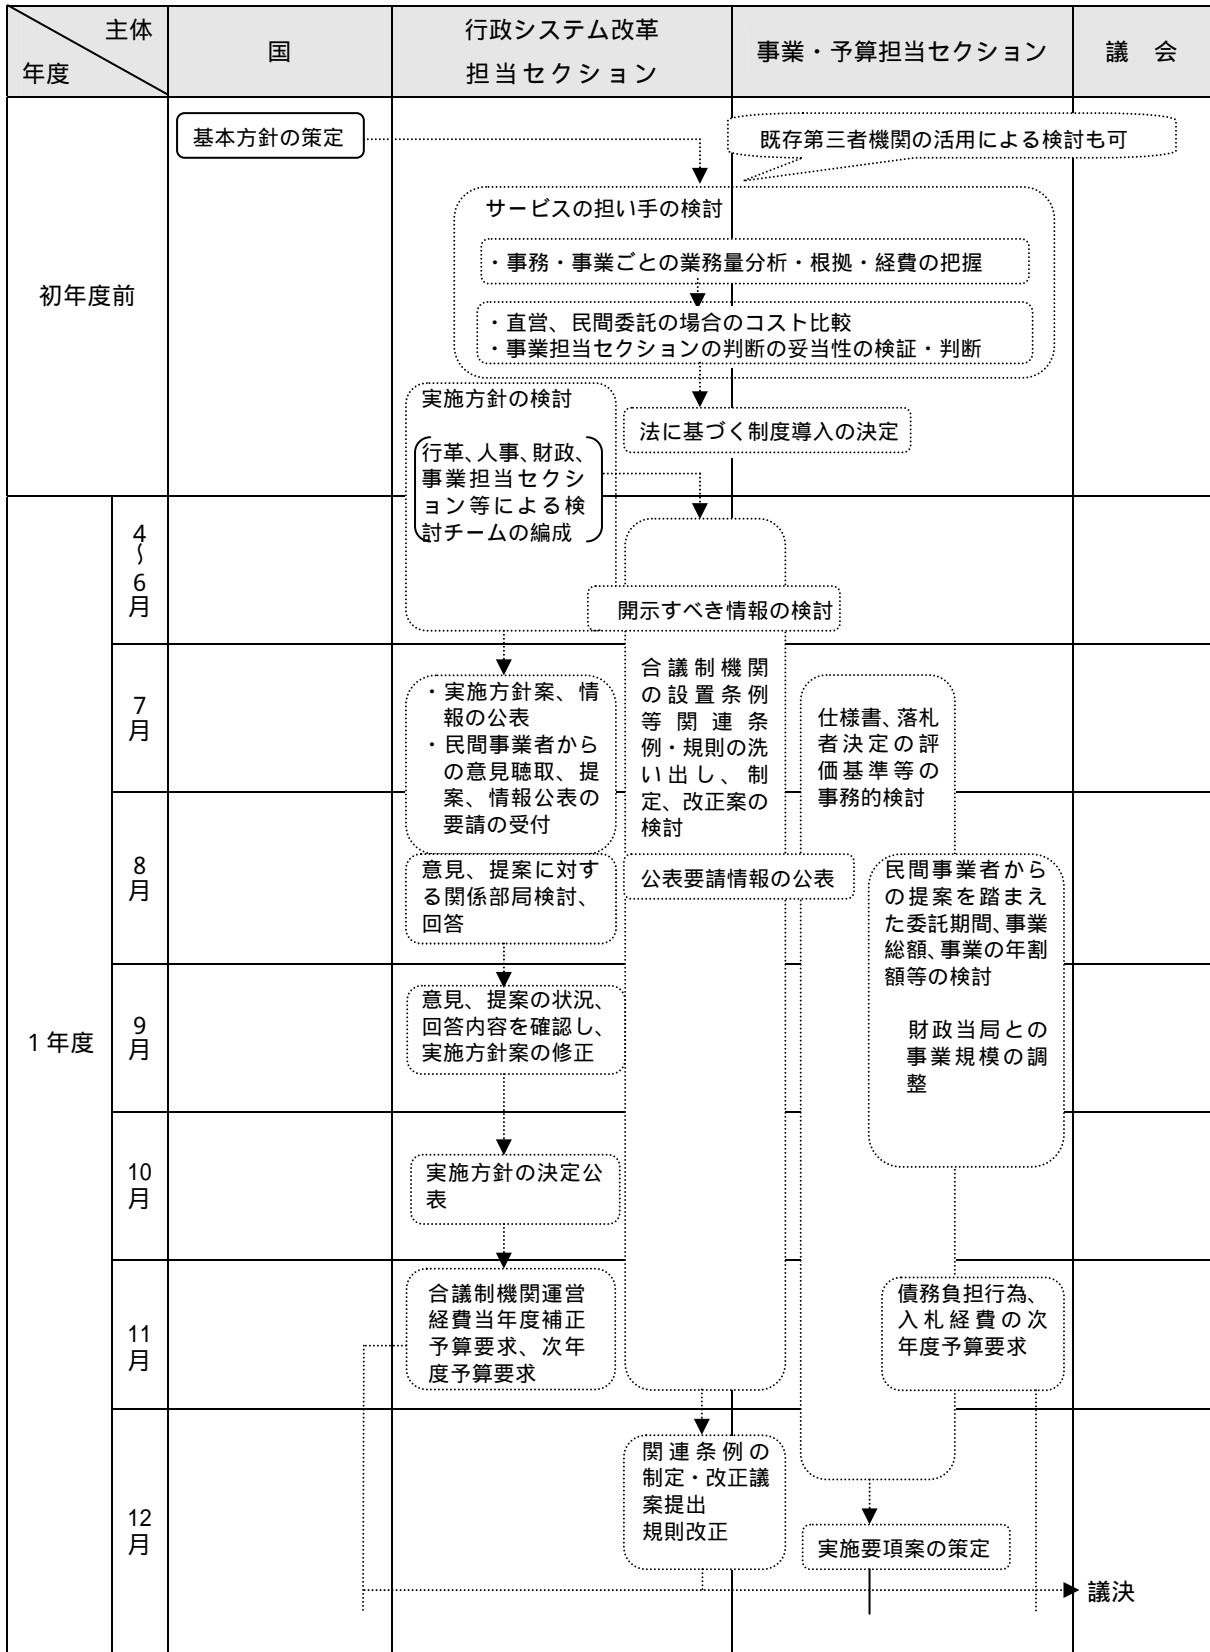 主体
年度
国
行政システム改革
担当セクション
事業・予算担当セクション
議 会
初年度前
基本方針の策定
既存第三者機関の活用による検討も可
サービスの担い手の検討
・事務・事業ごとの業務量分析・根拠・経費の把握
・直営、民間委託の場合のコスト比較
・事業担当セクションの判断の妥当性の検証・判断
法に基づく制度導入の決定
実施方針の検討
行革、人事、財政、
事業担当セクシ
ョン等による検
討チームの編成
1年度
4~6月
開示すべき情報の検討
7月
・実施方針案、情
報の公表
・民間事業者から
の意見聴取、提
案、情報公表の
要請の受付
合議制機関
の設置条例
等関連条
例・規則の洗
い出し、制
定、改正案の
検討
仕様書、落札
者決定の評
価基準等の
事務的検討
8月
意見、提案に対す
る関係部局検討、
回答
公表要請情報の公表
民間事業者から
の提案を踏まえ
た委託期間、事業
総額、事業の年割
額等の検討
財政当局との
事業規模の調
整
9月
意見、提案の状況、
回答内容を確認し、
実施方針案の修正
10月
実施方針の決定公
表
11月
合議制機関運営
経費当年度補正
予算要求、次年
度予算要求
債務負担行為、
入札経費の次
年度予算要求
12月
関連条例の
制定・改正議
案提出
規則改正
実施要項案の策定
議決